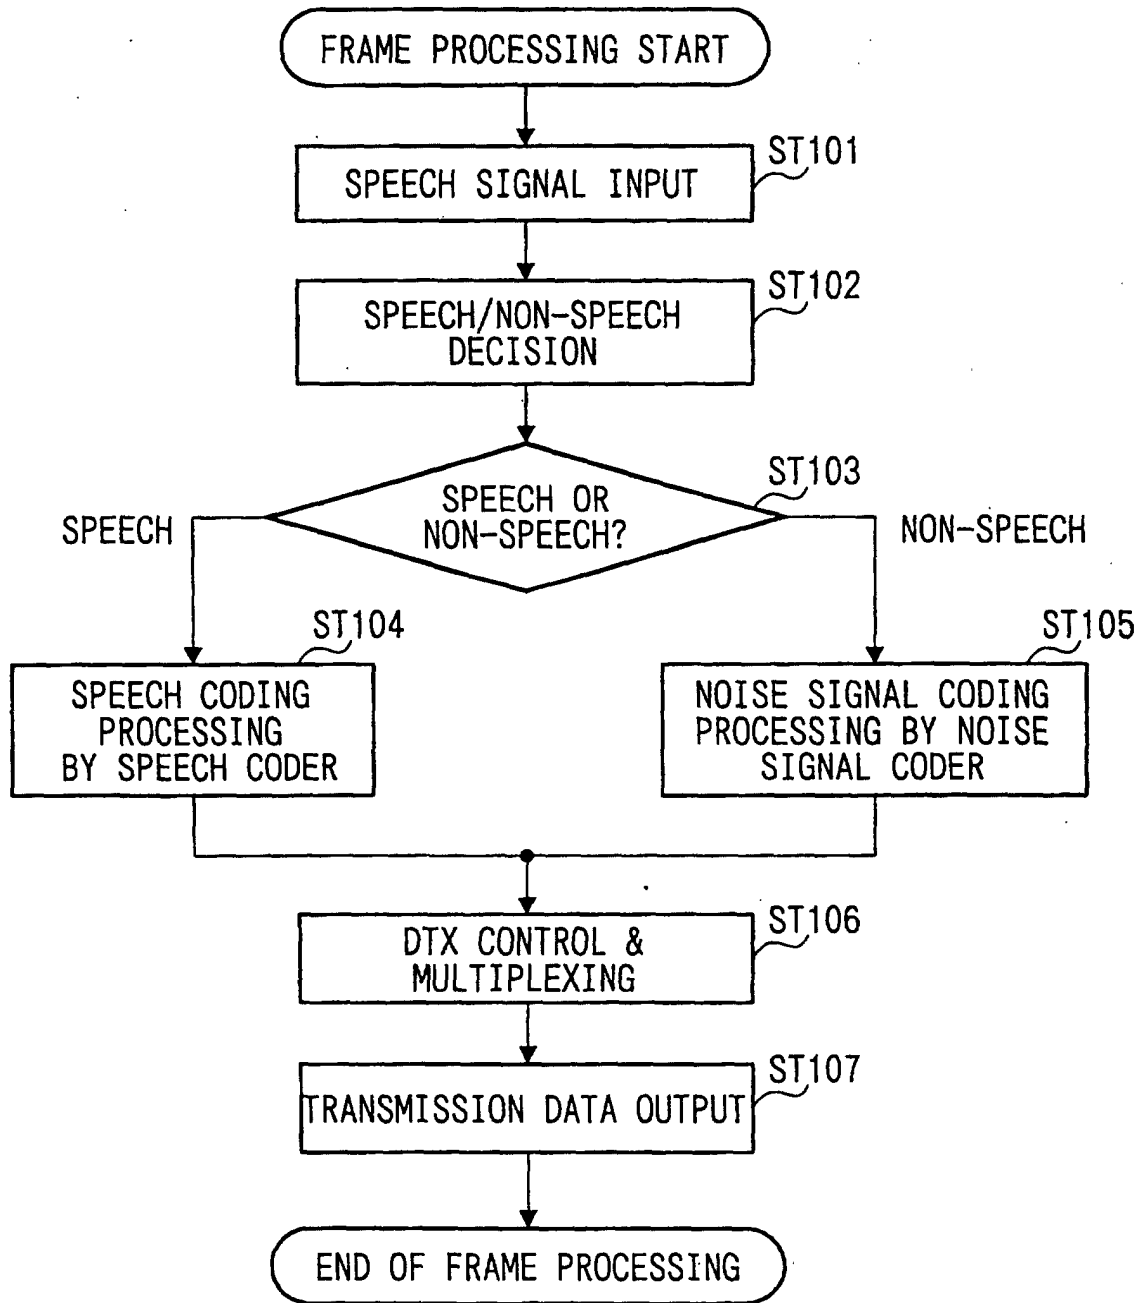 FRAME PROCESSING START
ST101
SPEECH SIGNAL INPUT
ST102
SPEECH/NON-SPEECH
DECISION
ST103
SPEECH OR
NON-SPEECH?
SPEECH
NON-SPEECH
ST104
SPEECH CODING
PROCESSING
BY SPEECH CODER
ST105
NOISE SIGNAL CODING
PROCESSING BY NOISE
SIGNAL CODER
ST106
DTX CONTROL &
MULTIPLEXING
ST107
TRANSMISSION DATA OUTPUT
END OF FRAME PROCESSING